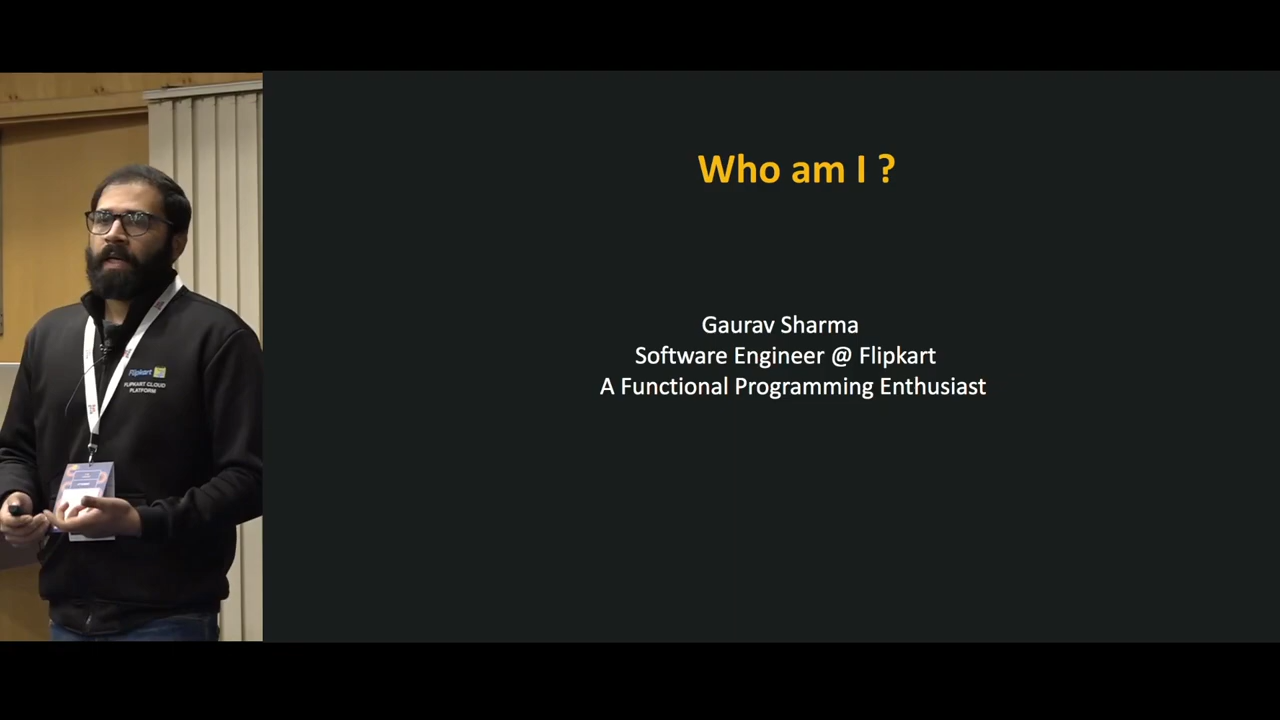 Who am I ?
Gaurav Sharma
Software Engineer @ Flipkart
A Functional Programming Enthusiast
Flipkart
FLIPKART CLOUD
PLATFORM